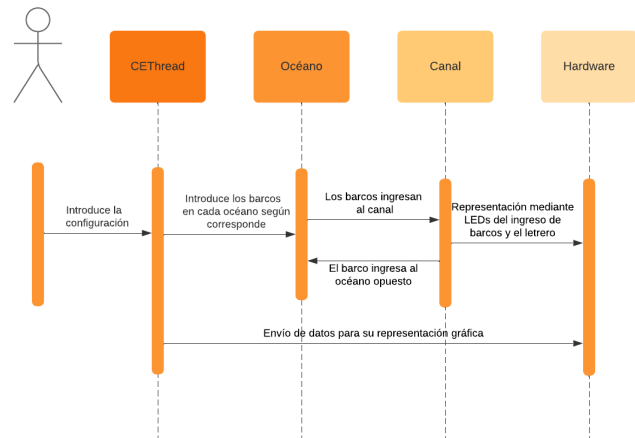 CEThread
Océano
Canal
Hardware
Introduce la
configuración
Introduce los barcos
en cada océano según
corresponde
Los barcos ingresan
al canal
Representación mediante
LEDs del ingreso de
barcos y el letrero
El barco ingresa al
océano opuesto
Envío de datos para su representación gráfica